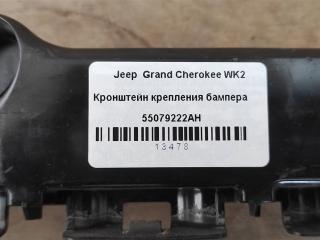 Jeep Grand Cherokee WK2
Кронштейн крепления бампера
55079222AH
13478